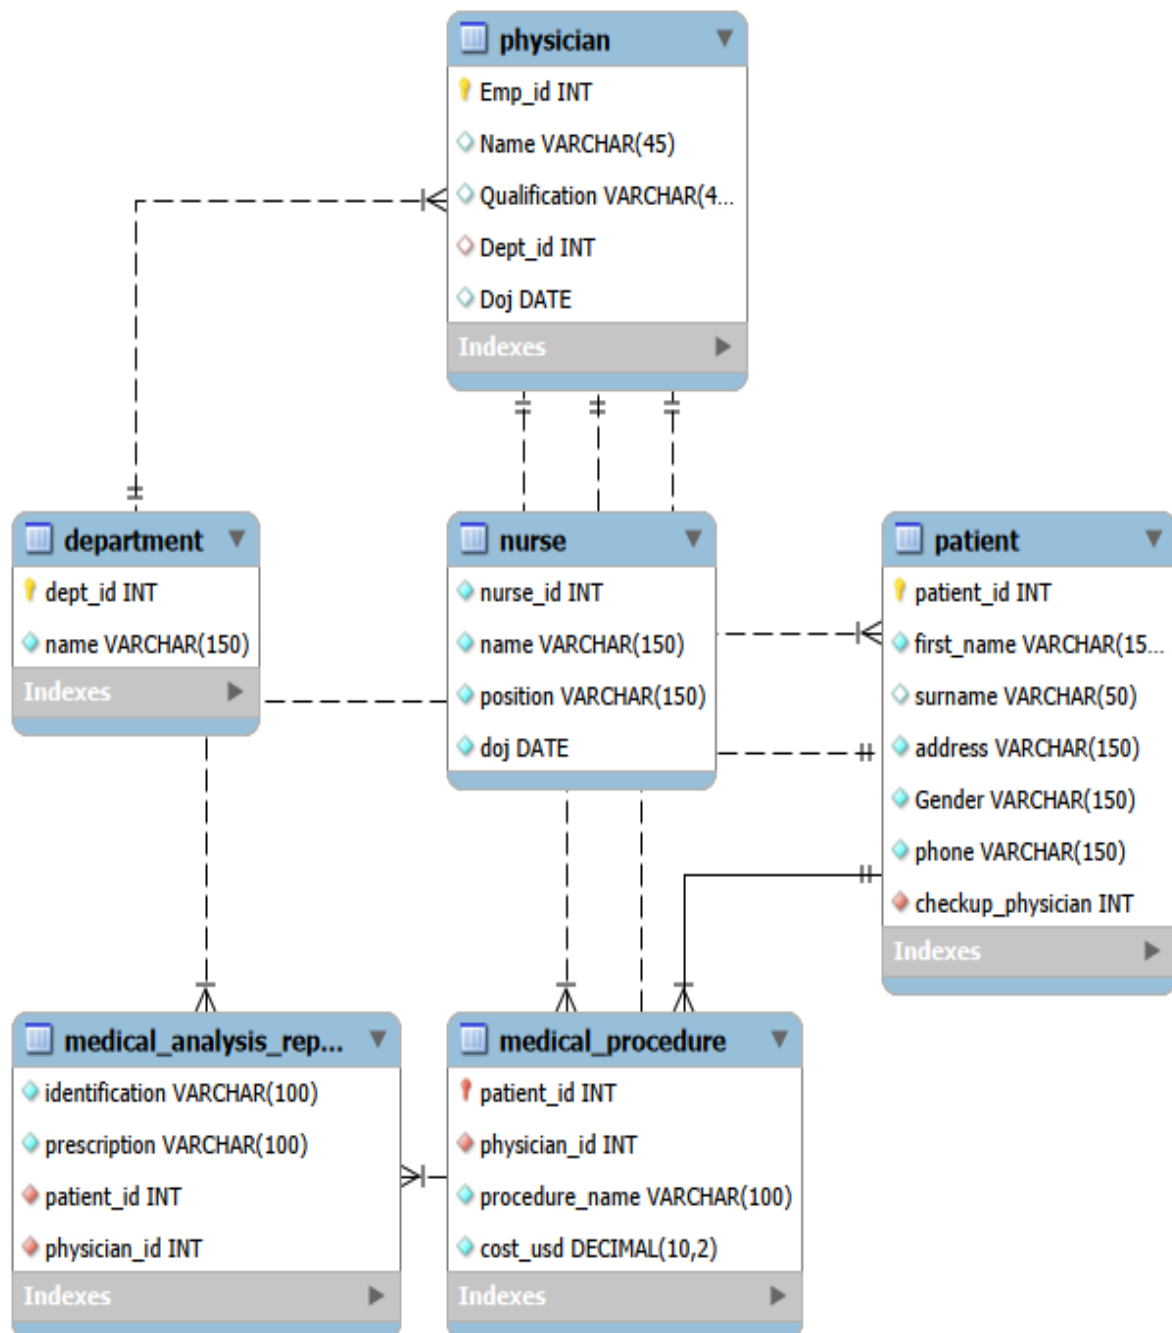 physician
Emp_id INT
Name VARCHAR(45)
Qualification VARCHAR(4...
Dept_id INT
Doj DATE
Indexes
department
dept_id INT
name VARCHAR(150)
Indexes
nurse
nurse_id INT
name VARCHAR(150)
position VARCHAR(150)
doj DATE
patient
patient_id INT
first_name VARCHAR(15...
surname VARCHAR(50)
address VARCHAR(150)
Gender VARCHAR(150)
phone VARCHAR(150)
checkup_physician INT
Indexes
medical_analysis_rep...
identification VARCHAR(100)
prescription VARCHAR(100)
patient_id INT
physician_id INT
Indexes
medical_procedure
patient_id INT
physician_id INT
procedure_name VARCHAR(100)
cost_usd DECIMAL(10,2)
Indexes